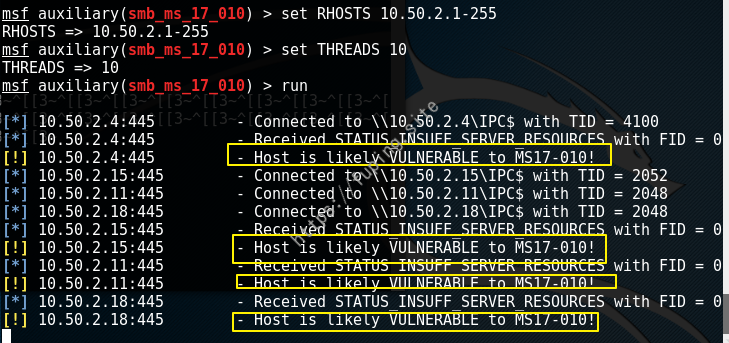 msf auxiliary(smb_ms_17_010) > set RHOSTS 10.50.2.1-255
RHOSTS => 10.50.2.1-255
msf auxiliary(smb_ms_17_010) > set THREADS 10
THREADS => 10
msf auxiliary(smb_ms_17_010) > run
[*] 10.50.2.4:445 - Connected to \\10.50.2.4\IPC$ with TID = 4100
[*] 10.50.2.4:445 - Received STATUS_INSUFF_SERVER_RESOURCES with FID = 0
[!] 10.50.2.4:445 - Host is likely VULNERABLE to MS17-010!
[*] 10.50.2.15:445 - Connected to \\10.50.2.15\IPC$ with TID = 2052
[*] 10.50.2.11:445 - Connected to \\10.50.2.11\IPC$ with TID = 2048
[*] 10.50.2.18:445 - Connected to \\10.50.2.18\IPC$ with TID = 2048
[*] 10.50.2.15:445 - Received STATUS_INSUFF_SERVER_RESOURCES with FID = 0
[!] 10.50.2.15:445 - Host is likely VULNERABLE to MS17-010!
[*] 10.50.2.11:445 - Received STATUS_INSUFF_SERVER_RESOURCES with FID = 0
[!] 10.50.2.11:445 - Host is likely VULNERABLE to MS17-010!
[*] 10.50.2.18:445 - Received STATUS_INSUFF_SERVER_RESOURCES with FID = 0
[!] 10.50.2.18:445 - Host is likely VULNERABLE to MS17-010!